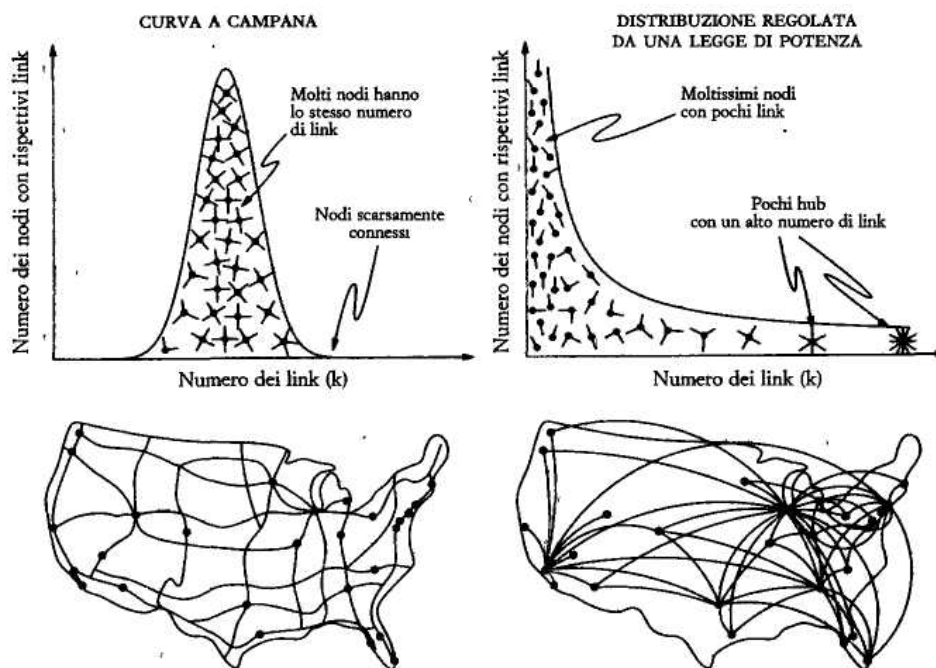 CURVA A CAMPANA
Numero dei nodi con rispettivi link
Molti nodi hanno
lo stesso numero
di link
Nodi scarsamente
connessi
Numero dei link (k)
DISTRIBUZIONE REGOLATA
DA UNA LEGGE DI POTENZA
Numero dei nodi con rispettivi link
Moltissimi nodi
con pochi link
Pochi hub
con un alto numero di link
Numero dei link (k)